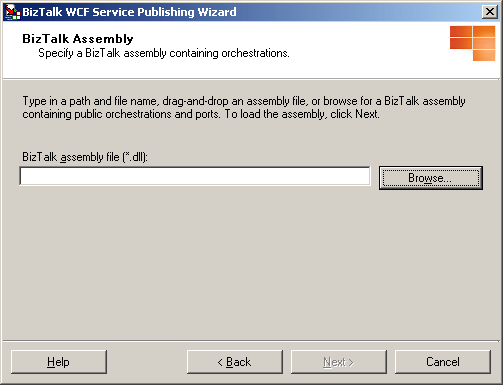 BizTalk WCF Service Publishing Wizard
BizTalk Assembly
Specify a BizTalk assembly containing orchestrations.
Type in a path and file name, drag-and-drop an assembly file, or browse for a BizTalk assembly
containing public orchestrations and ports. To load the assembly, click Next.
BizTalk assembly file (*.dll):
Browse...
Help
< Back
Next >
Cancel